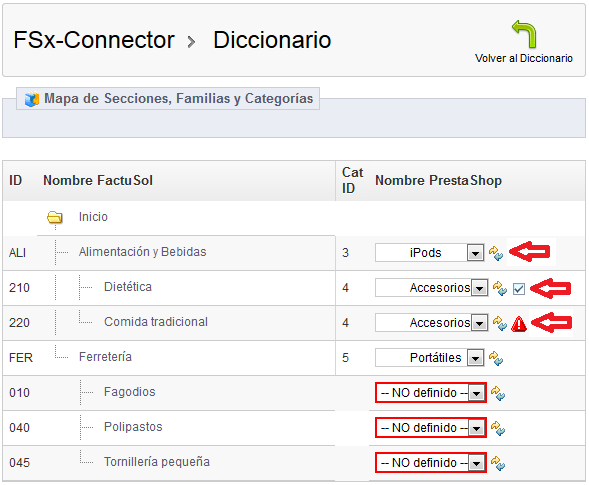 FSx-Connector > Diccionario
Volver al Diccionario
Mapa de Secciones, Familias y Categorías
ID Nombre FactuSol Cat ID Nombre PrestaShop
Inicio
ALI Alimentación y Bebidas 3 iPods
210 Dietética 4 Accesorios
220 Comida tradicional 4 Accesorios
FER Ferretería 5 Portátiles
010 Fagodios -- NO definido --
040 Polipastos -- NO definido --
045 Tornillería pequeña -- NO definido --